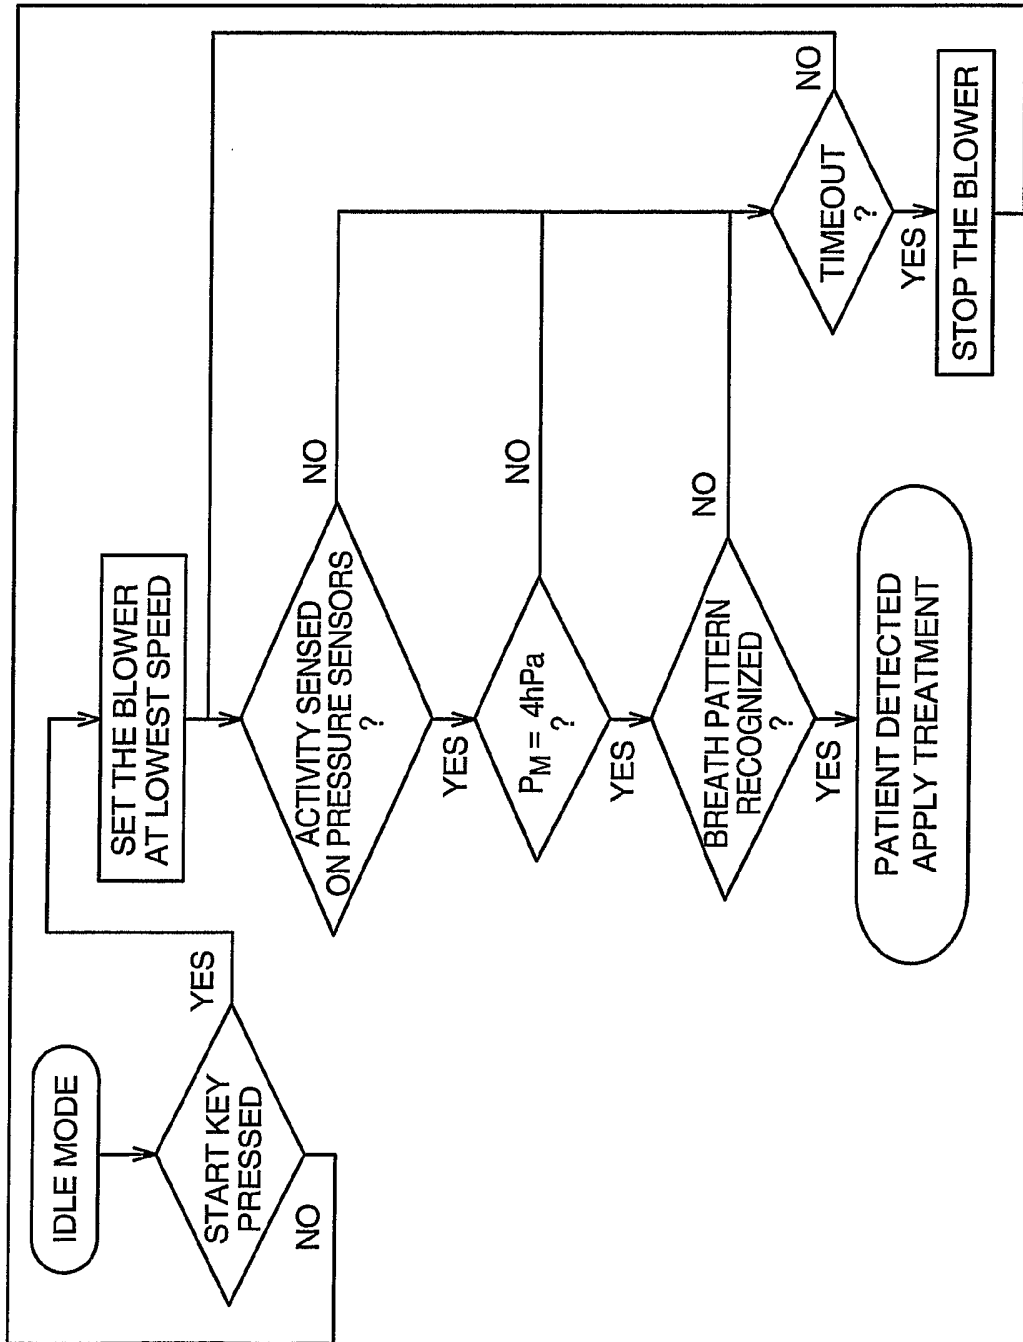 IDLE MODE
START KEY
PRESSED
YES
NO
SET THE BLOWER
AT LOWEST SPEED
ACTIVITY SENSED
ON PRESSURE SENSORS
?
NO
YES
PM = 4hPa
?
NO
YES
BREATH PATTERN
RECOGNIZED
?
NO
YES
PATIENT DETECTED
APPLY TREATMENT
TIMEOUT
?
NO
YES
STOP THE BLOWER